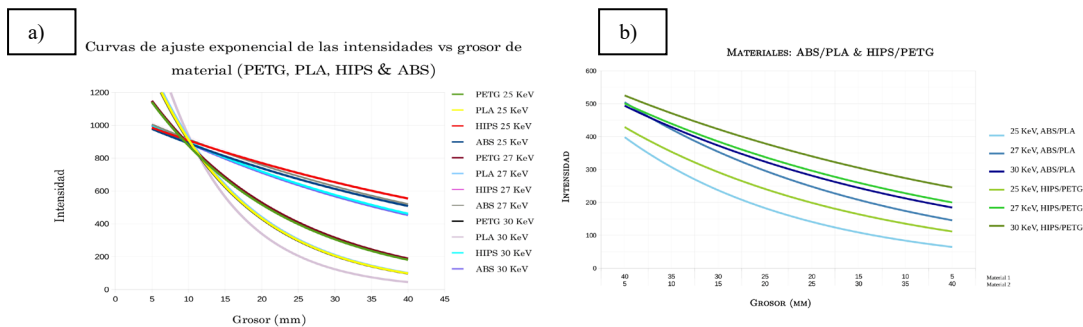 a)
Curvas de ajuste exponencial de las intensidades vs grosor de
material (PETG, PLA, HIPS & ABS)
1200
1000
800
600
400
200
0
Intensidad
0 5 10 15 20 25 30 35 40 45
Grosor (mm)
PETG 25 KeV
PLA 25 KeV
HIPS 25 KeV
ABS 25 KeV
PETG 27 KeV
PLA 27 KeV
HIPS 27 KeV
ABS 27 KeV
PETG 30 KeV
PLA 30 KeV
HIPS 30 KeV
ABS 30 KeV
b)
MATERIALES: ABS/PLA & HIPS/PETG
600
500
400
300
200
100
0
INTENSIDAD
40 35 30 25 20 15 10 5 Material 1
5 10 15 20 25 30 35 40 Material 2
GROSOR (MM)
25 KeV, ABS/PLA
27 KeV, ABS/PLA
30 KeV, ABS/PLA
25 KeV, HIPS/PETG
27 KeV, HIPS/PETG
30 KeV, HIPS/PETG